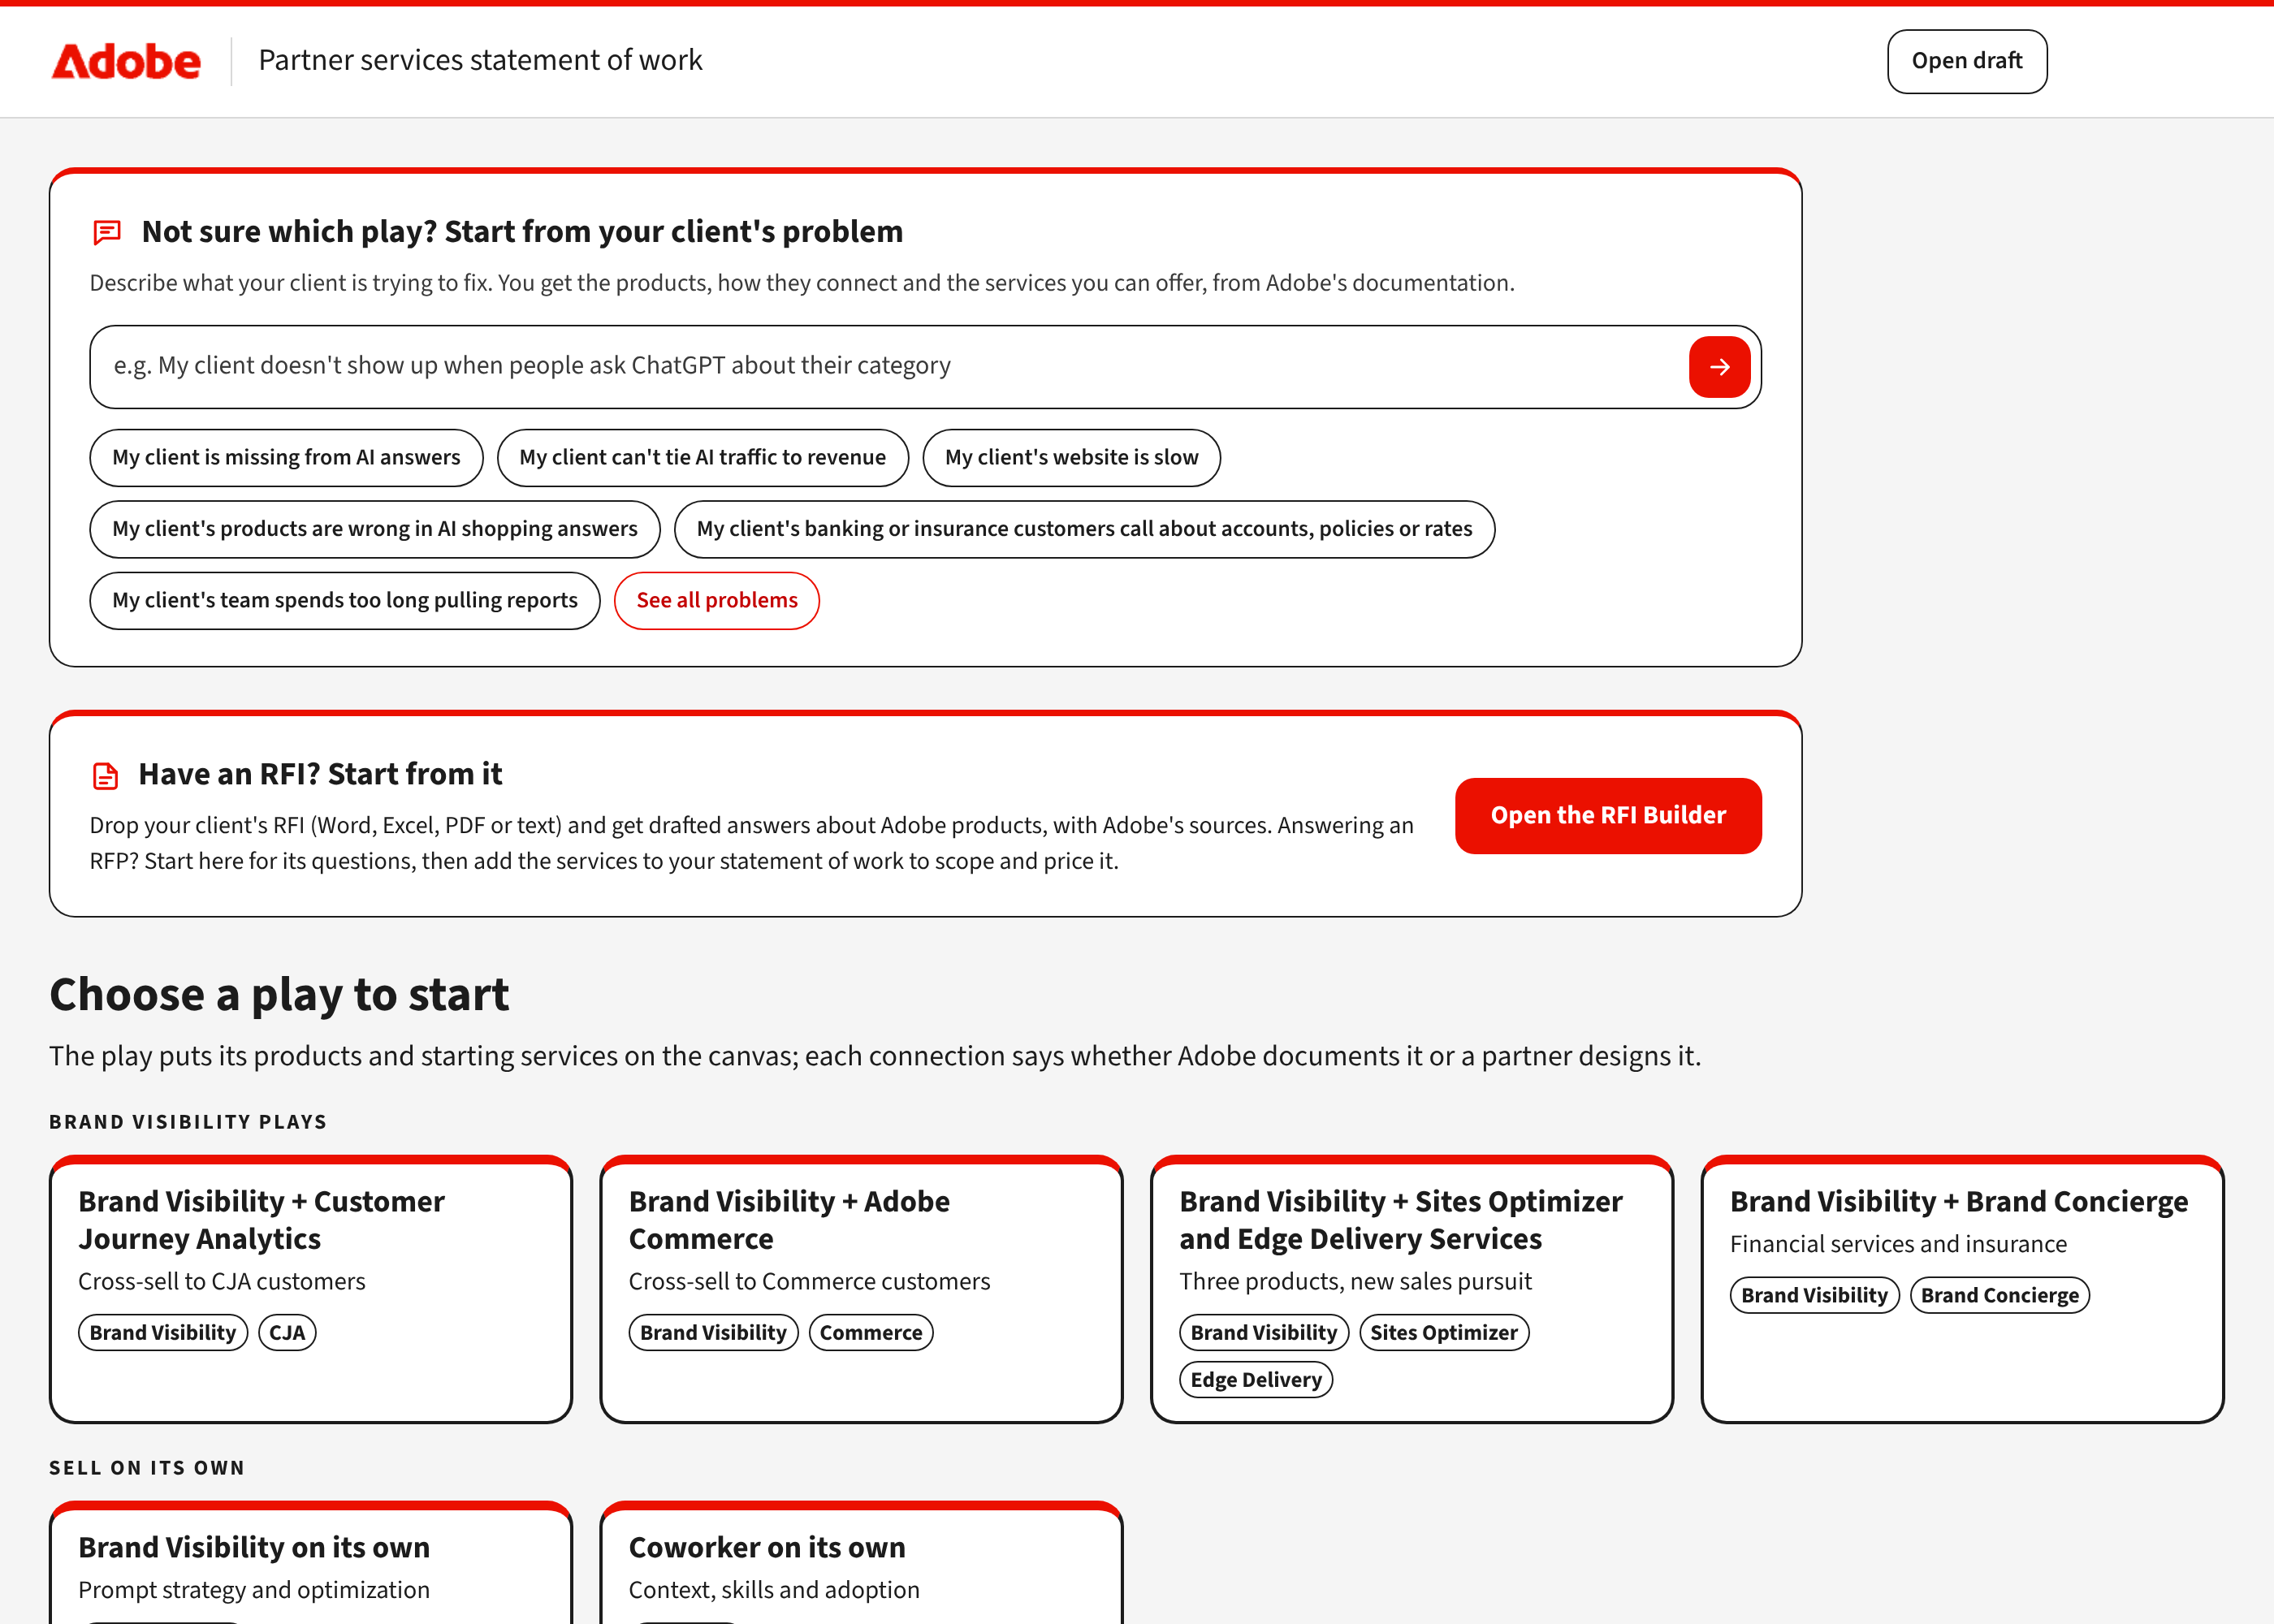 Adobe
Partner services statement of work
Open draft
Not sure which play? Start from your client's problem
Describe what your client is trying to fix. You get the products, how they connect and the services you can offer, from Adobe's documentation.
e.g. My client doesn't show up when people ask ChatGPT about their category
My client is missing from AI answers
My client can't tie AI traffic to revenue
My client's website is slow
My client's products are wrong in AI shopping answers
My client's banking or insurance customers call about accounts, policies or rates
My client's team spends too long pulling reports
See all problems
Have an RFI? Start from it
Drop your client's RFI (Word, Excel, PDF or text) and get drafted answers about Adobe products, with Adobe's sources. Answering an
RFP? Start here for its questions, then add the services to your statement of work to scope and price it.
Open the RFI Builder
Choose a play to start
The play puts its products and starting services on the canvas; each connection says whether Adobe documents it or a partner designs it.
BRAND VISIBILITY PLAYS
Brand Visibility + Customer
Journey Analytics
Cross-sell to CJA customers
Brand Visibility
CJA
Brand Visibility + Adobe
Commerce
Cross-sell to Commerce customers
Brand Visibility
Commerce
Brand Visibility + Sites Optimizer
and Edge Delivery Services
Three products, new sales pursuit
Brand Visibility
Sites Optimizer
Edge Delivery
Brand Visibility + Brand Concierge
Financial services and insurance
Brand Visibility
Brand Concierge
SELL ON ITS OWN
Brand Visibility on its own
Prompt strategy and optimization
Coworker on its own
Context, skills and adoption